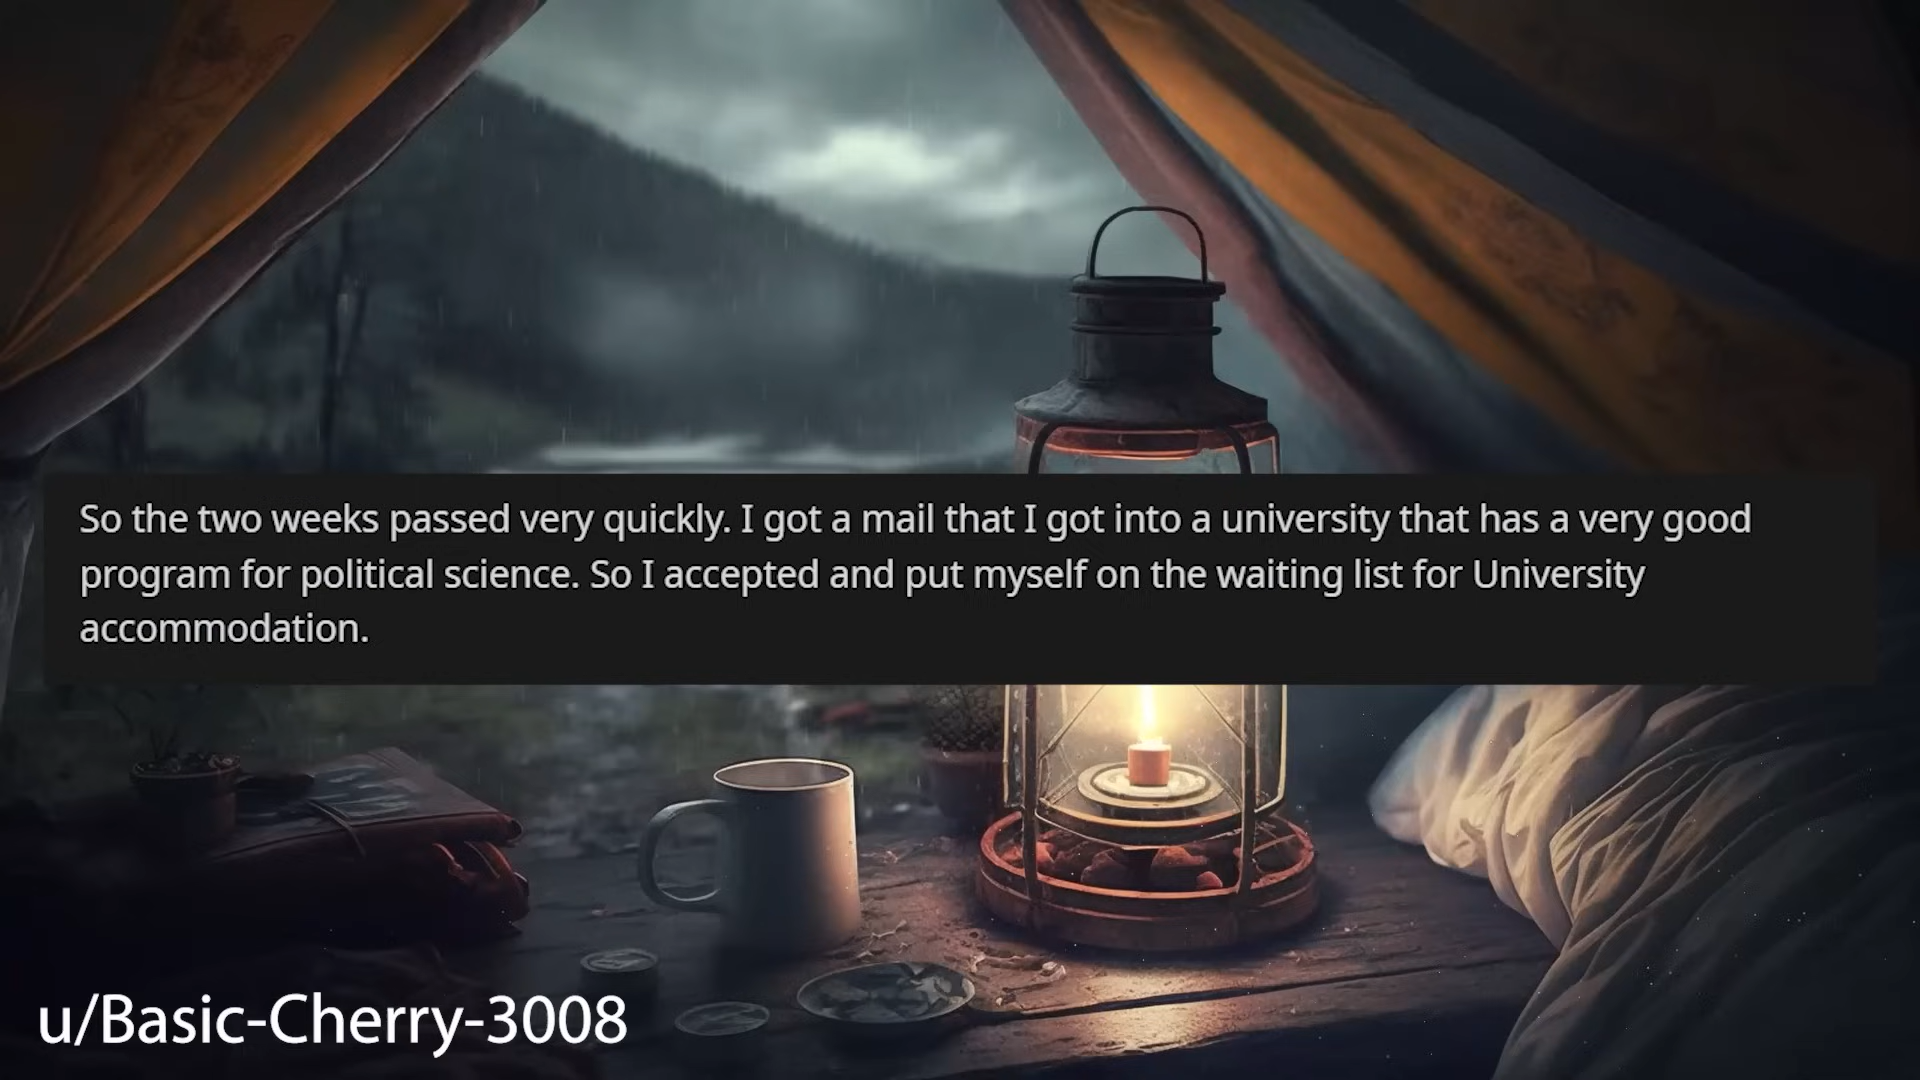 So the two weeks passed very quickly. I got a mail that I got into a university that has a very good
program for political science. So I accepted and put myself on the waiting list for University
accommodation.
u/Basic-Cherry-3008